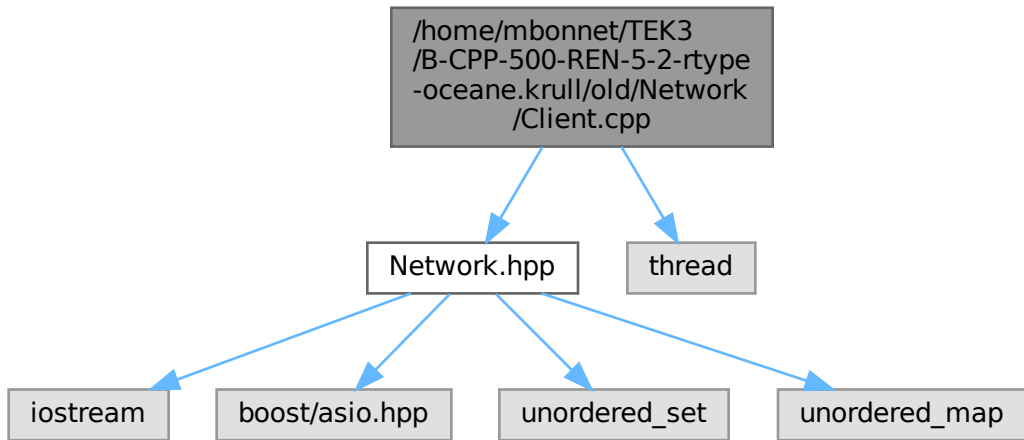 /home/mbonnet/TEK3
/B-CPP-500-REN-5-2-rtype
-oceane.krull/old/Network
/Client.cpp
Network.hpp
thread
iostream
boost/asio.hpp
unordered_set
unordered_map